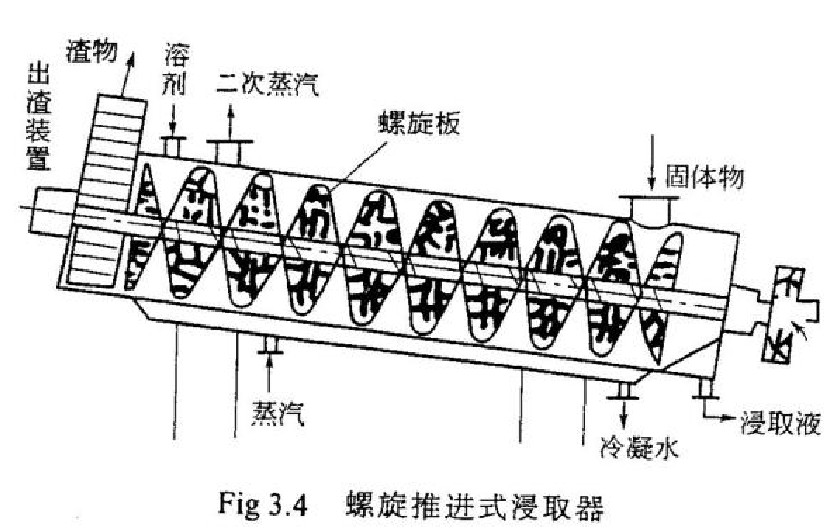 渣物
溶剂
二次蒸汽
出渣装置
螺旋板
固体物
蒸汽
冷凝水
浸取液
Fig 3.4 螺旋推进式浸取器